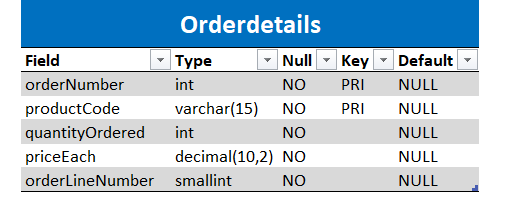 Orderdetails
Field Type Null Key Default
orderNumber int NO PRI NULL
productCode varchar(15) NO PRI NULL
quantityOrdered int NO NULL
priceEach decimal(10,2) NO NULL
orderLineNumber smallint NO NULL